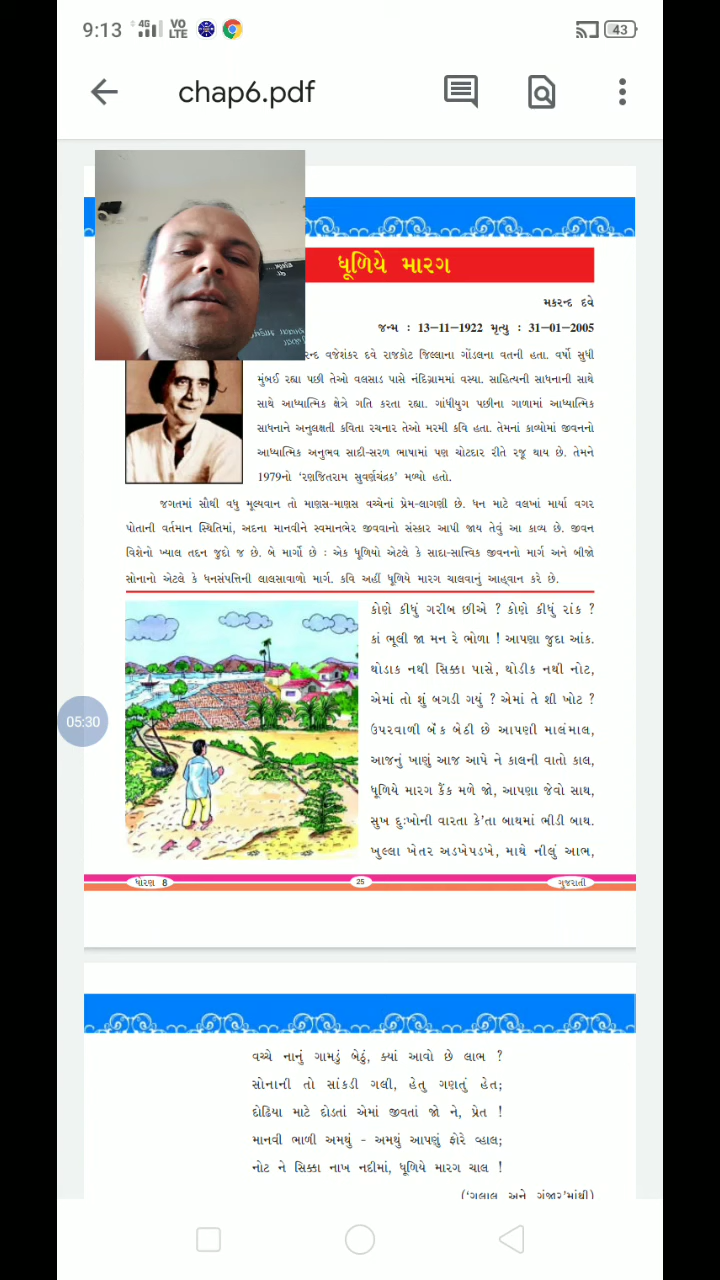 9:13 4G VO LTE 43
chap6.pdf
ધૂળિયે મારગ
મકરન્દ દવે
જન્મ : 13–11–1922 મૃત્યુ : 31–01–2005
વજેશંકર દવે રાજકોટ જિલ્લાના ગોંડલના વતની હતા. વર્ષો સુધી
મુંબઈ રહ્યા પછી તેઓ વલસાડ પાસે નંદિગ્રામમાં વસ્યા. સાહિત્યની સાધનાની સાથે
સાથે આધ્યાત્મિક ક્ષેત્રે ગતિ કરતા રહ્યા. ગાંધીયુગ પછીના ગાળામાં આધ્યાત્મિક
સાધનાને અનુલક્ષતી કવિતા રચનાર તેઓ મરમી કવિ હતા. તેમનાં કાવ્યોમાં જીવનનો
આધ્યાત્મિક અનુભવ સાદી-સરળ ભાષામાં પણ ચોટદાર રીતે રજૂ થાય છે. તેમને
1979નો ‘રણજિતરામ સુવર્ણચંદ્રક’ મળ્યો હતો.
જગતમાં સૌથી વધુ મૂલ્યવાન તો માણસ-માણસ વચ્ચેનાં પ્રેમ-લાગણી છે. ધન માટે વલખાં માર્યા વગર
પોતાની વર્તમાન સ્થિતિમાં, અદના માનવીને સ્વમાનભેર જીવવાનો સંસ્કાર આપી જાય તેવું આ કાવ્ય છે. જીવન
વિશેનો ખ્યાલ તદ્દન જુદો જ છે. બે માર્ગો છે : એક ધૂળિયો એટલે કે સાદા-સાત્ત્વિક જીવનનો માર્ગ અને બીજો
સોનાનો એટલે કે ધનસંપત્તિની લાલસાવાળો માર્ગ. કવિ અહીં ધૂળિયે મારગ ચાલવાનું આહ્‌વાન કરે છે.
કોણે કીધું ગરીબ છીએ ? કોણે કીધું રાંક ?
કાં ભૂલી જા મન રે ભોળા ! આપણા જુદા આંક.
થોડાક નથી સિક્કા પાસે, થોડીક નથી નોટ,
એમાં તો શું બગડી ગયું ? એમાં તે શી ખોટ ?
ઉપરવાળી બૅંક બેઠી છે આપણી માલંમાલ,
આજનું ખાણું આજ આપે ને કાલની વાતો કાલ,
ધૂળિયે મારગ કૈંક મળે જો, આપણા જેવો સાથ,
સુખ દુઃખોની વારતા કે’તા બાથમાં ભીડી બાથ.
05:30
ખુલ્લા ખેતર અડખેપડખે, માથે નીલું આભ,
ધોરણ 8 25 ગુજરાતી
વચ્ચે નાનું ગામડું બેઠું, ક્યાં આવો છે લાભ ?
સોનાની તો સાંકડી ગલી, હેતુ ગણતું હેત;
દોઢિયા માટે દોડતાં એમાં જીવતાં જો ને, પ્રેત !
માનવી ભાળી અમથું - અમથું આપણું ફોરે વ્હાલ;
નોટ ને સિક્કા નાખ નદીમાં, ધૂળિયે મારગ ચાલ !
(‘ગુલાલ અને ગુંજાર’માંથી)